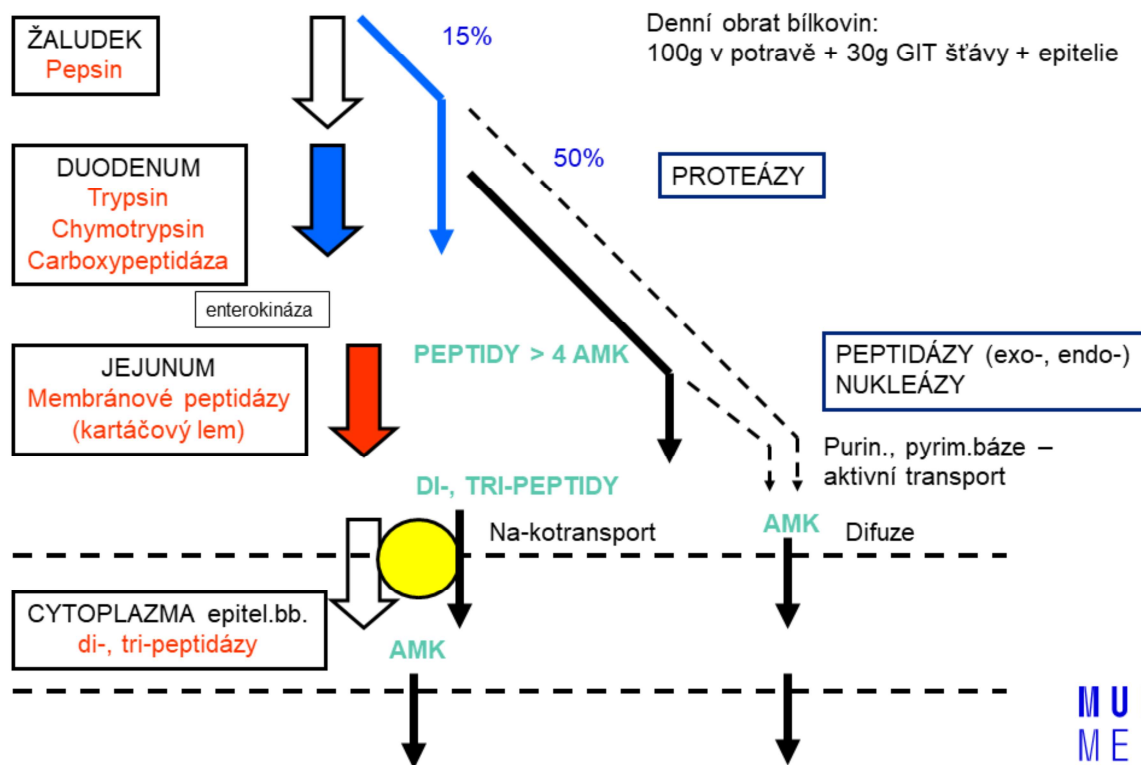 ŽALUDEK
Pepsin
15%
Denní obrat bílkovin:
100g v potravě + 30g GIT šťávy + epitelie
DUODENUM
Trypsin
Chymotrypsin
Carboxypeptidáza
50%
PROTEÁZY
enterokináza
JEJUNUM
Membránové peptidázy
(kartáčový lem)
PEPTIDY > 4 AMK
PEPTIDÁZY (exo-, endo-)
NUKLEÁZY
Purin., pyrim.báze –
aktivní transport
DI-, TRI-PEPTIDY
Na-kotransport
AMK
Difuze
CYTOPLAZMA epitel.bb.
di-, tri-peptidázy
AMK
MU
ME